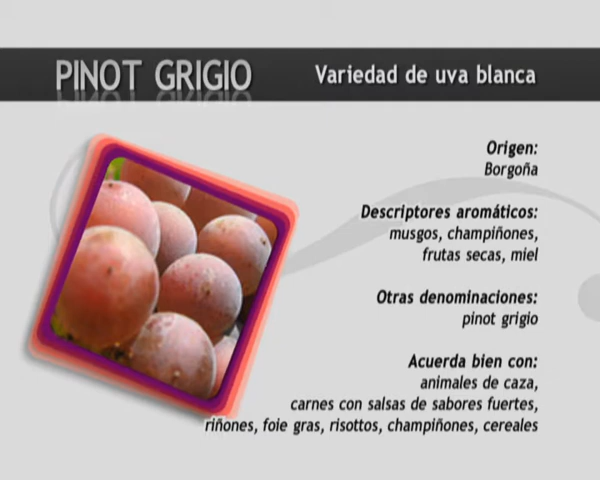 PINOT GRIGIO
Variedad de uva blanca
Origen:
Borgoña
Descriptores aromáticos:
musgos, champiñones,
frutas secas, miel
Otras denominaciones:
pinot grigio
Acuerda bien con:
animales de caza,
carnes con salsas de sabores fuertes,
riñones, foie gras, risottos, champiñones, cereales